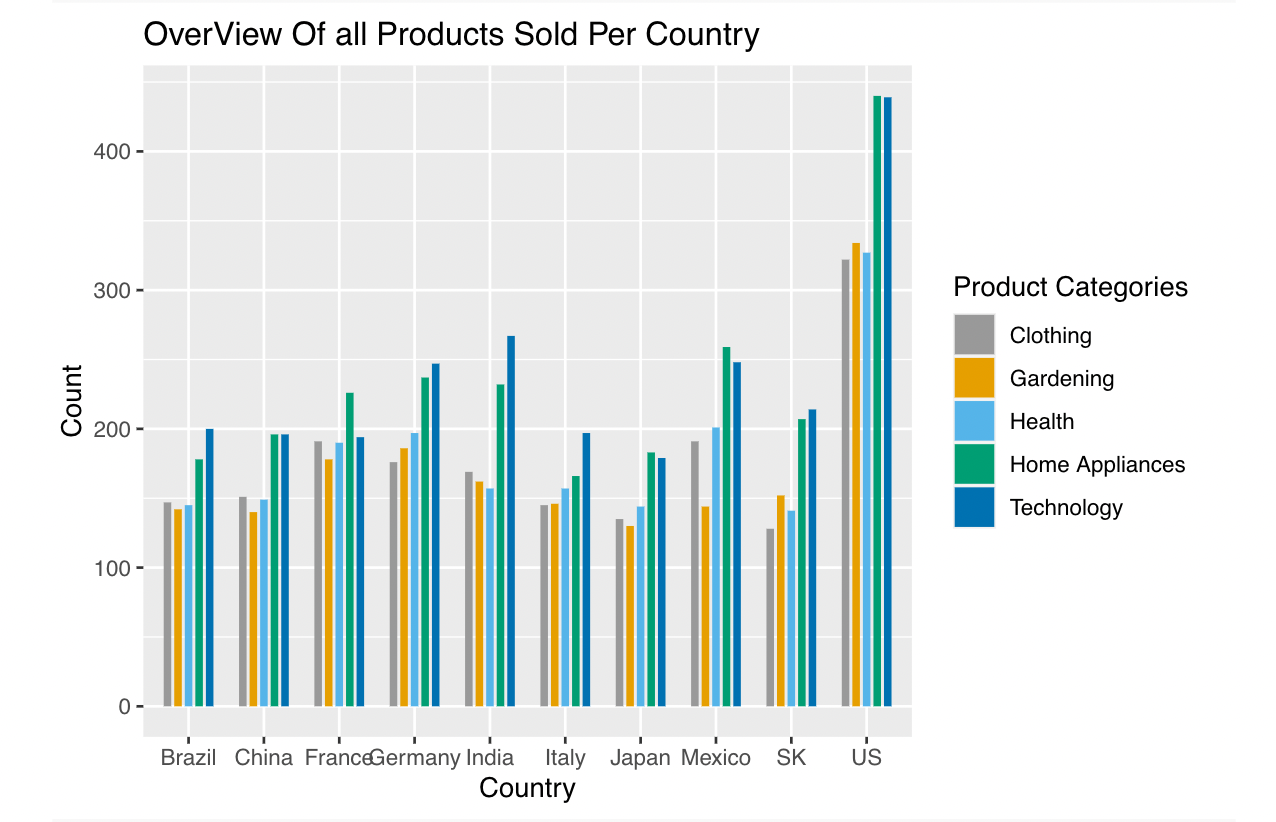 OverView Of all Products Sold Per Country
400
300
200
100
0
Count
Brazil China France Germany India Italy Japan Mexico SK US
Country
Product Categories
Clothing
Gardening
Health
Home Appliances
Technology